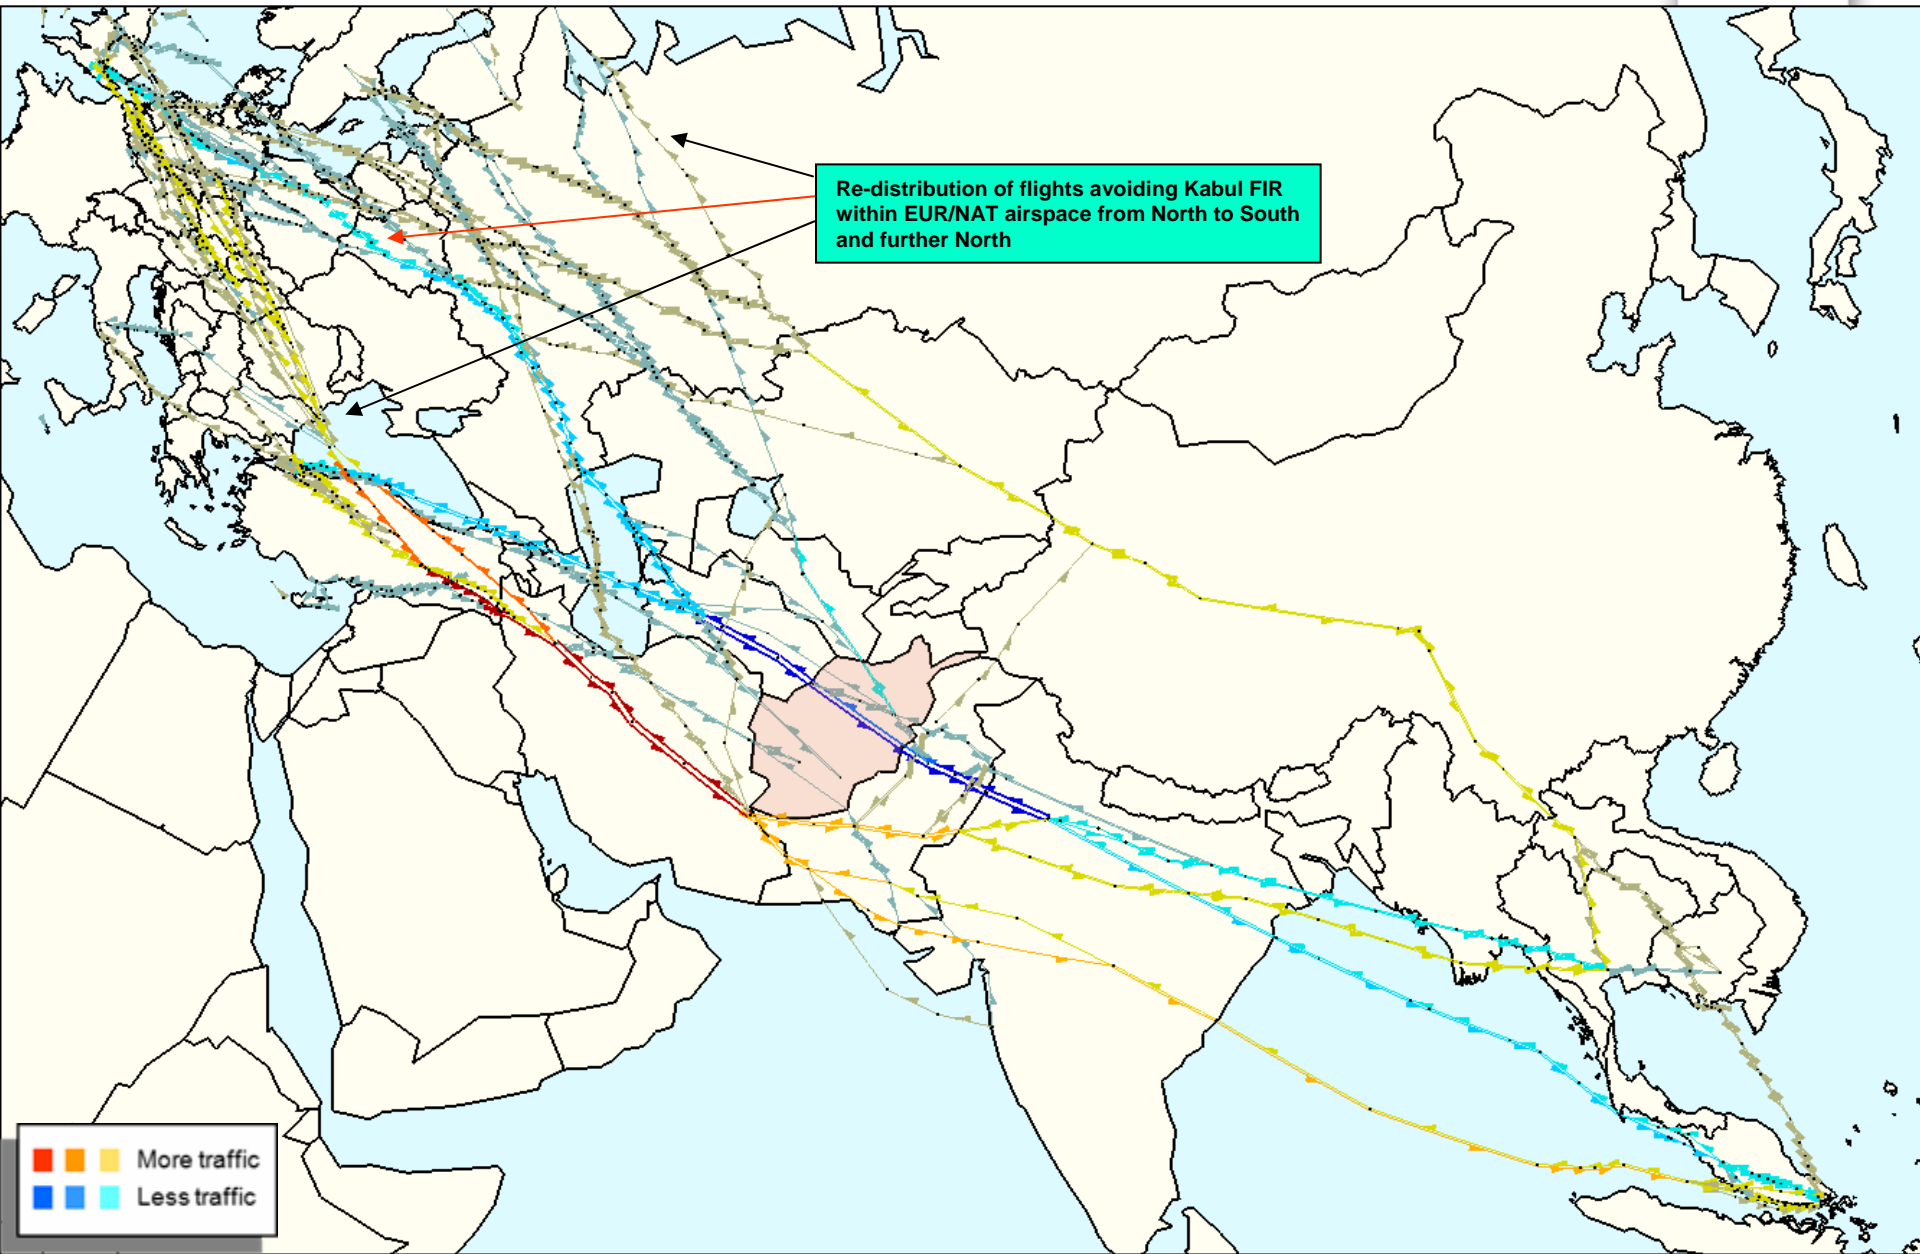 Re-distribution of flights avoiding Kabul FIR
within EUR/NAT airspace from North to South
and further North
More traffic
Less traffic